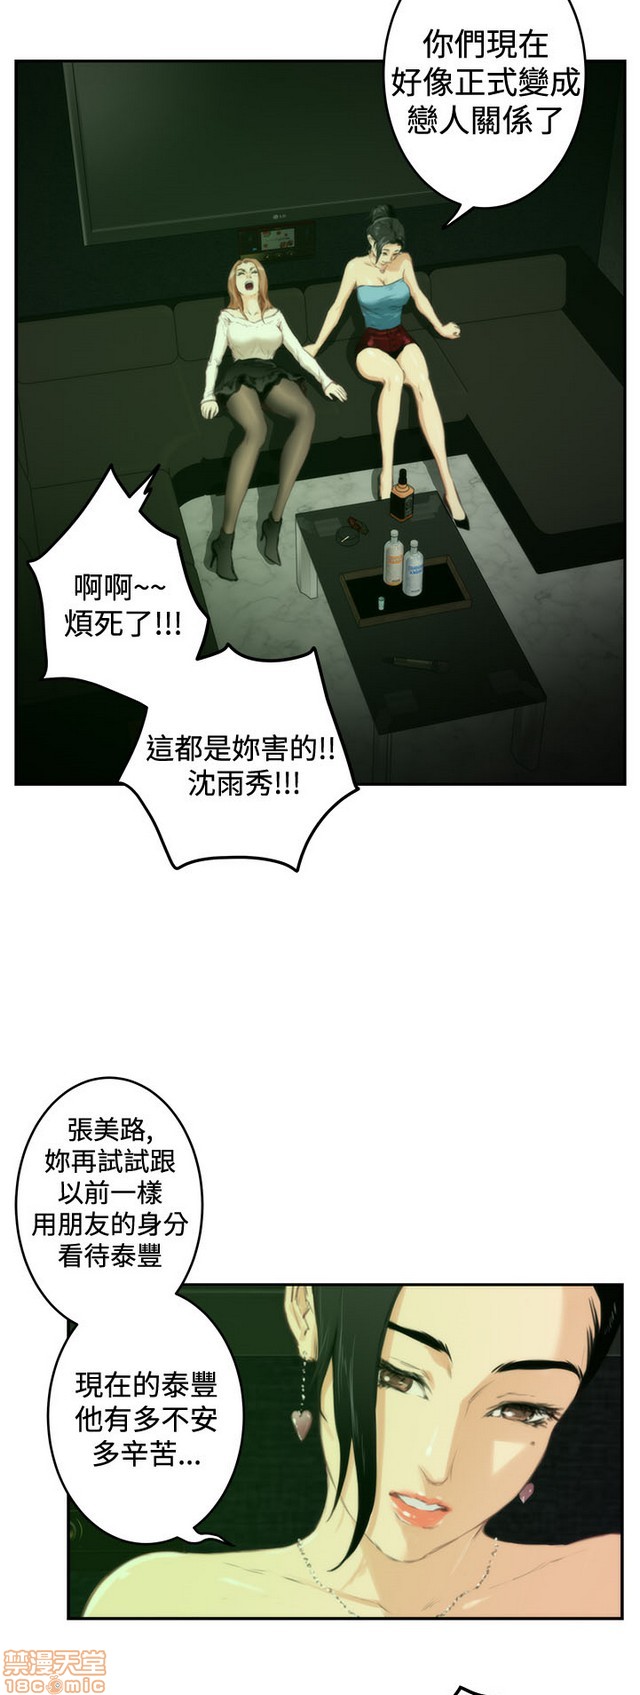 你們現在
好像正式變成
戀人關係了
LG
啊啊~~
煩死了!!!
這都是妳害的!!
沈雨秀!!!
張美路,
妳再試試跟
以前一樣
用朋友的身分
看待泰豐
現在的泰豐
他有多不安
多辛苦...
禁漫天堂
18comic